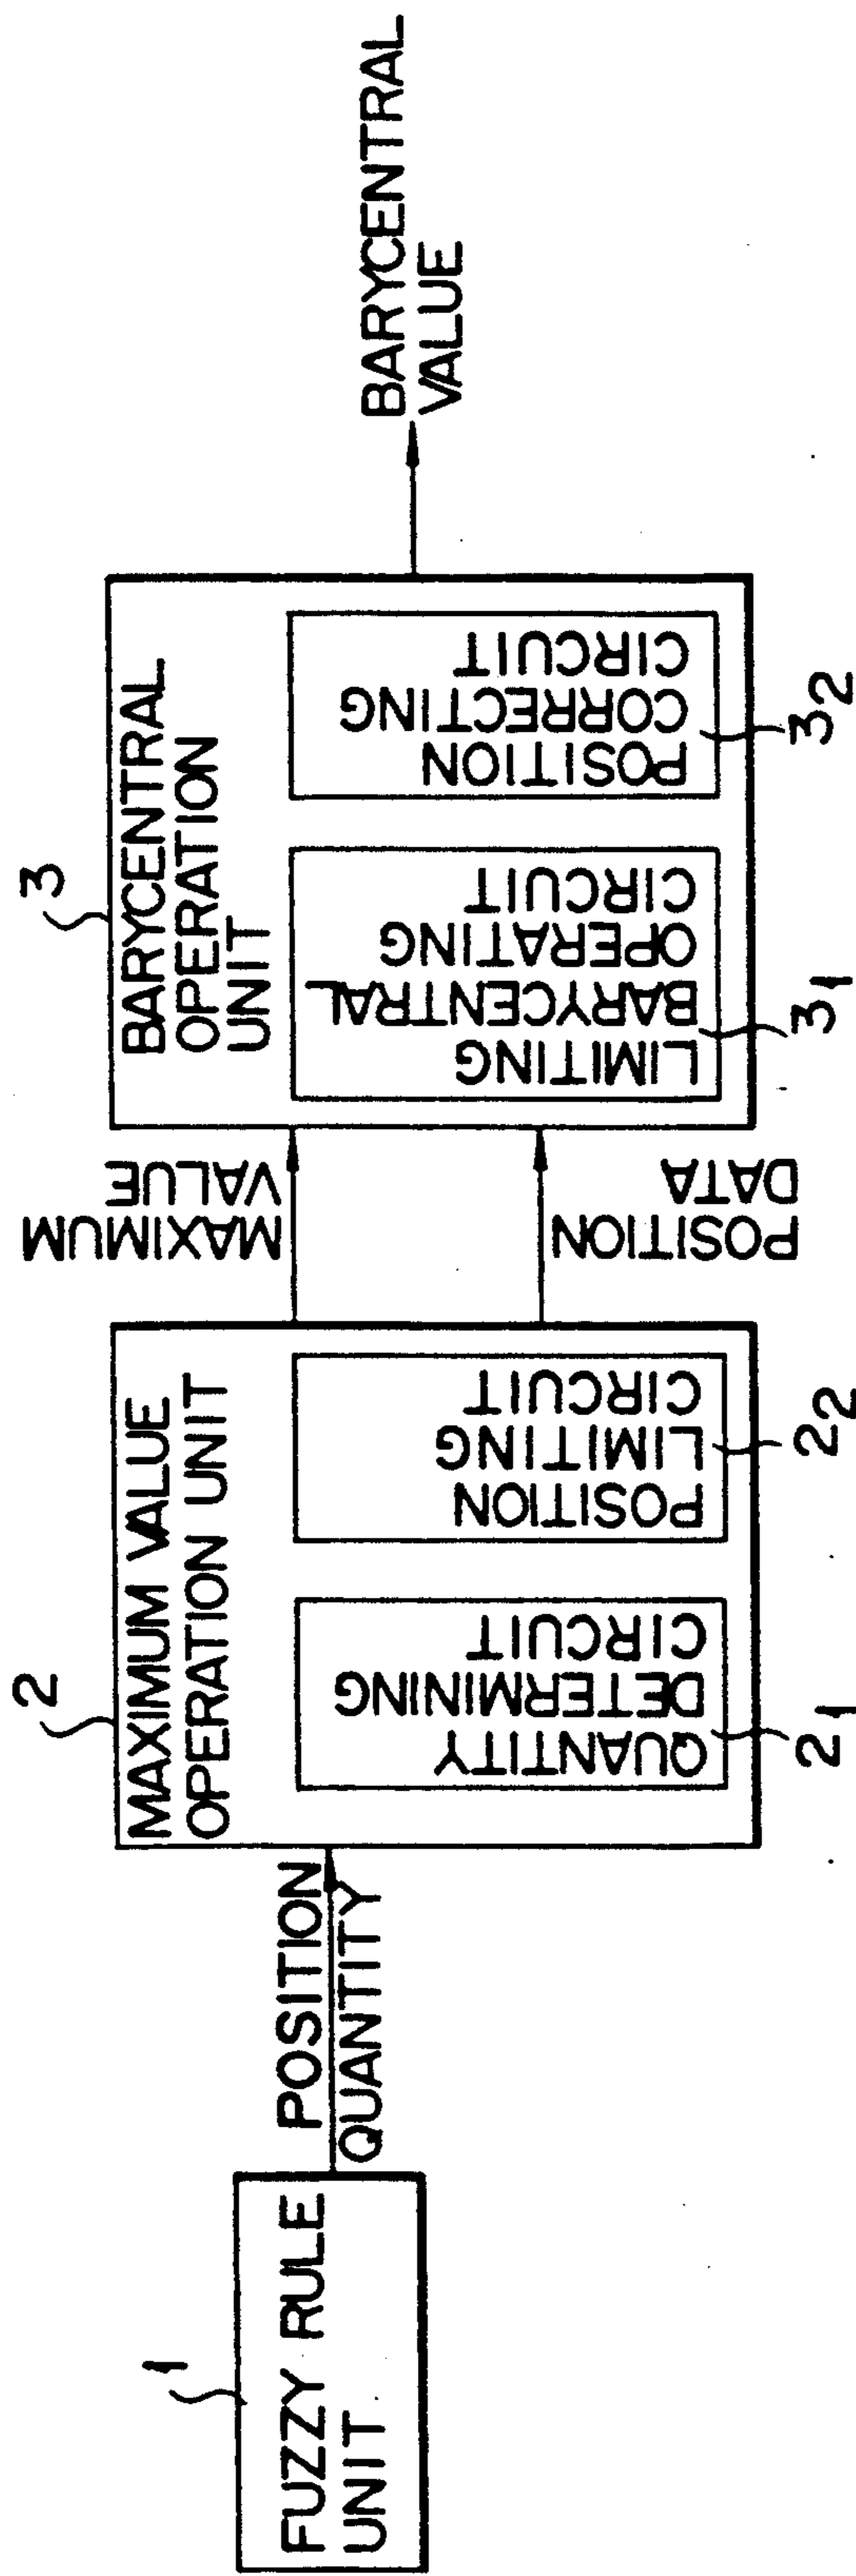 1
FUZZY RULE
UNIT
POSITION
QUANTITY
2
MAXIMUM VALUE
OPERATION UNIT
QUANTITY
DETERMINING
CIRCUIT
2₁
POSITION
LIMITING
CIRCUIT
2₂
MAXIMUM
VALUE
POSITION
DATA
3
BARYCENTRAL
OPERATION
UNIT
LIMITING
BARYCENTRAL
OPERATING
CIRCUIT
3₁
POSITION
CORRECTING
CIRCUIT
3₂
BARYCENTRAL
VALUE